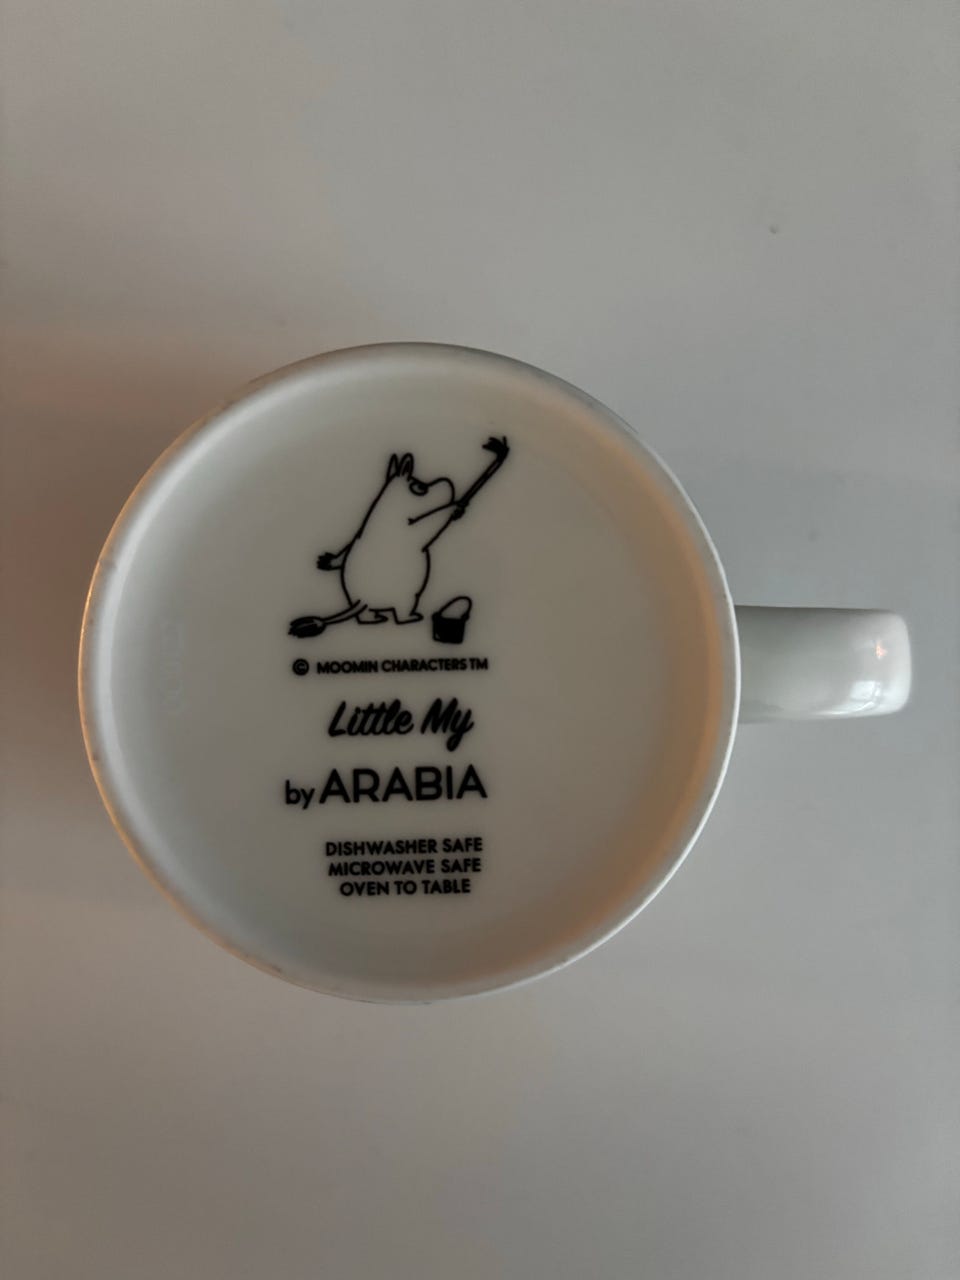 © MOOMIN CHARACTERS TM
Little My
by ARABIA
DISHWASHER SAFE
MICROWAVE SAFE
OVEN TO TABLE